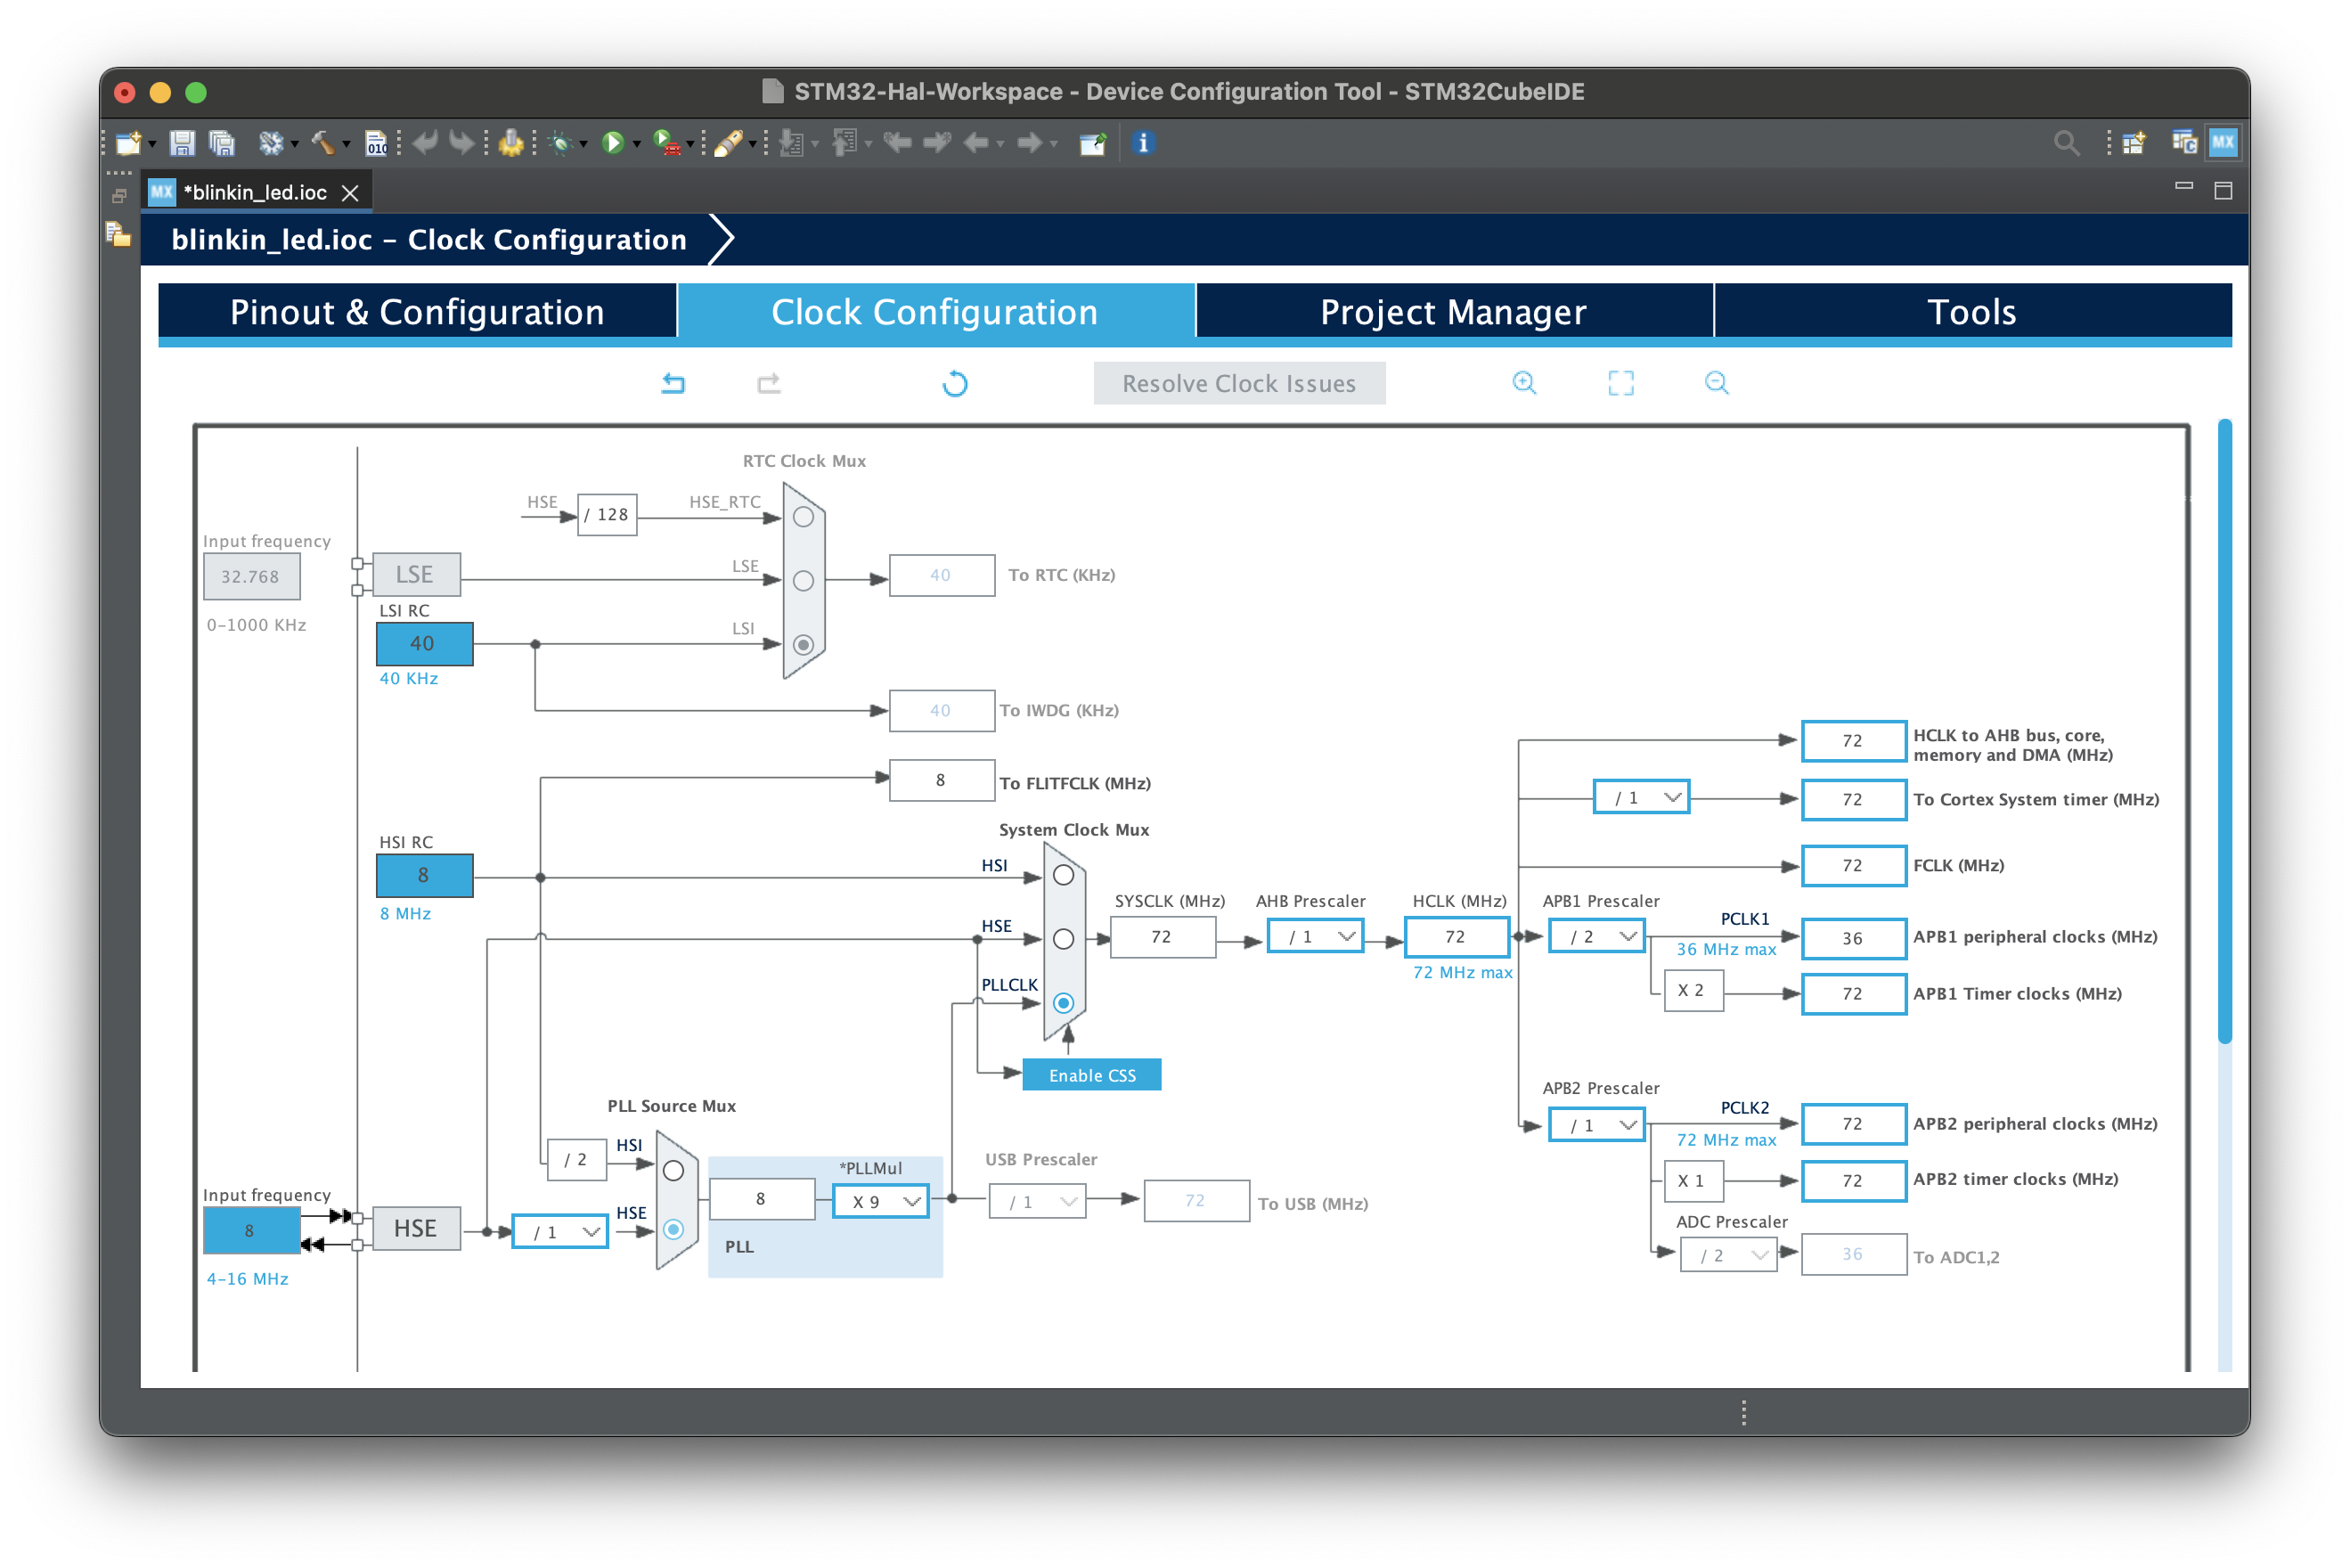 STM32-Hal-Workspace - Device Configuration Tool - STM32CubeIDE
010
MX
MX *blinkin_led.ioc
blinkin_led.ioc – Clock Configuration
Pinout & Configuration
Clock Configuration
Project Manager
Tools
Resolve Clock Issues
RTC Clock Mux
HSE
/ 128
HSE_RTC
Input frequency
32.768
0-1000 KHz
LSE
LSE
40
To RTC (KHz)
LSI RC
40
40 KHz
LSI
40
To IWDG (KHz)
8
To FLITFCLK (MHz)
HSI RC
8
8 MHz
System Clock Mux
HSI
HSE
PLLCLK
Enable CSS
SYSCLK (MHz)
72
AHB Prescaler
/ 1
HCLK (MHz)
72
72 MHz max
72
HCLK to AHB bus, core,
memory and DMA (MHz)
/ 1
72
To Cortex System timer (MHz)
72
FCLK (MHz)
APB1 Prescaler
/ 2
PCLK1
36 MHz max
36
APB1 peripheral clocks (MHz)
X 2
72
APB1 Timer clocks (MHz)
APB2 Prescaler
/ 1
PCLK2
72 MHz max
72
APB2 peripheral clocks (MHz)
X 1
72
APB2 timer clocks (MHz)
ADC Prescaler
/ 2
36
To ADC1,2
PLL Source Mux
/ 2
HSI
Input frequency
8
4-16 MHz
HSE
/ 1
HSE
8
*PLLMul
X 9
PLL
USB Prescaler
/ 1
72
To USB (MHz)